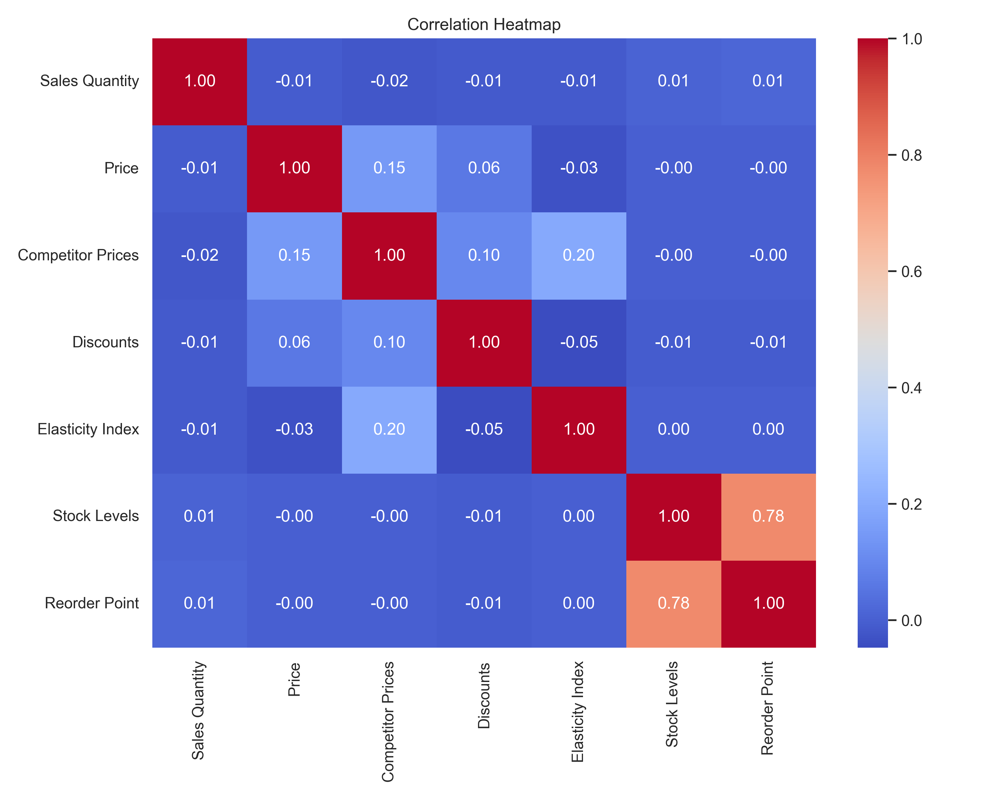 Correlation Heatmap
Sales Quantity 1.00 -0.01 -0.02 -0.01 -0.01 0.01 0.01
Price -0.01 1.00 0.15 0.06 -0.03 -0.00 -0.00
Competitor Prices -0.02 0.15 1.00 0.10 0.20 -0.00 -0.00
Discounts -0.01 0.06 0.10 1.00 -0.05 -0.01 -0.01
Elasticity Index -0.01 -0.03 0.20 -0.05 1.00 0.00 0.00
Stock Levels 0.01 -0.00 -0.00 -0.01 0.00 1.00 0.78
Reorder Point 0.01 -0.00 -0.00 -0.01 0.00 0.78 1.00
Sales Quantity
Price
Competitor Prices
Discounts
Elasticity Index
Stock Levels
Reorder Point
1.0
0.8
0.6
0.4
0.2
0.0